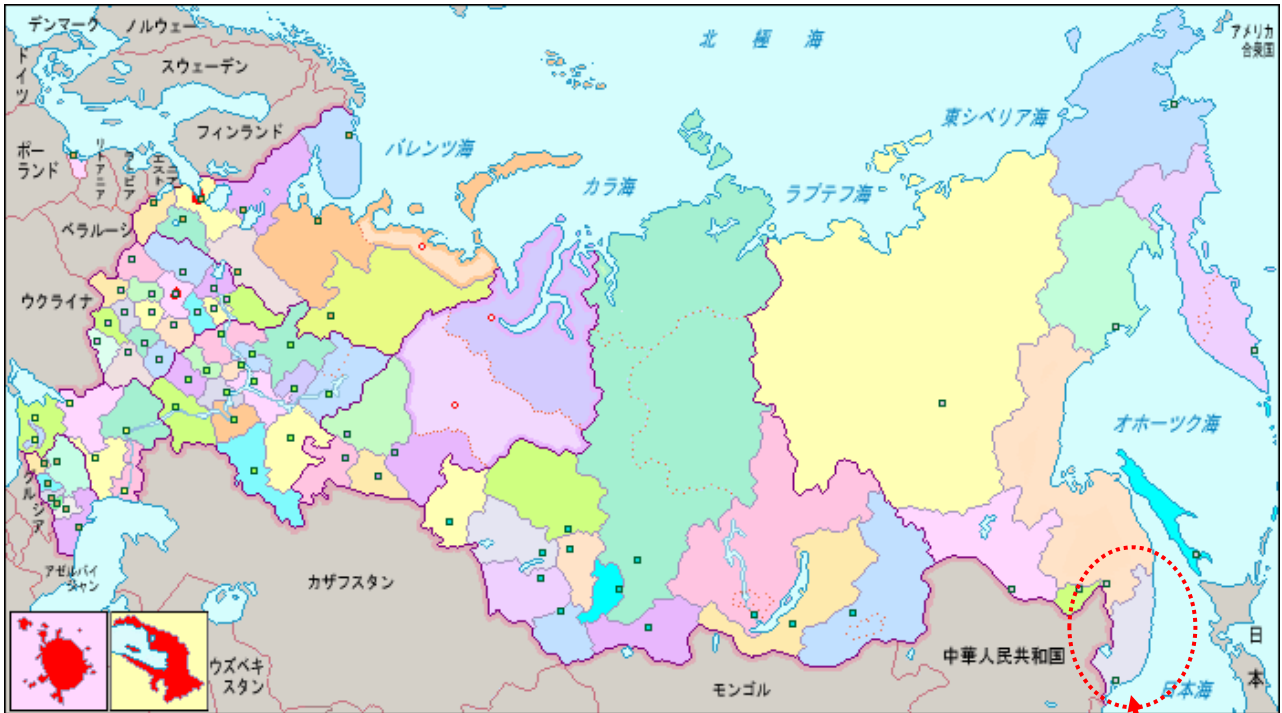 デンマーク
ノルウェー
アメリカ
合衆国
北極海
ドイツ
スウェーデン
東シベリア海
フィンランド
バレンツ海
ポー
ランド
リトアニア
エストニア
カラ海
ラプテフ海
ベラルーシ
ウクライナ
オホーツク海
グルジア
アゼルバイ
ジャン
カザフスタン
日本
中華人民共和国
ウズベキ
スタン
モンゴル
日本海